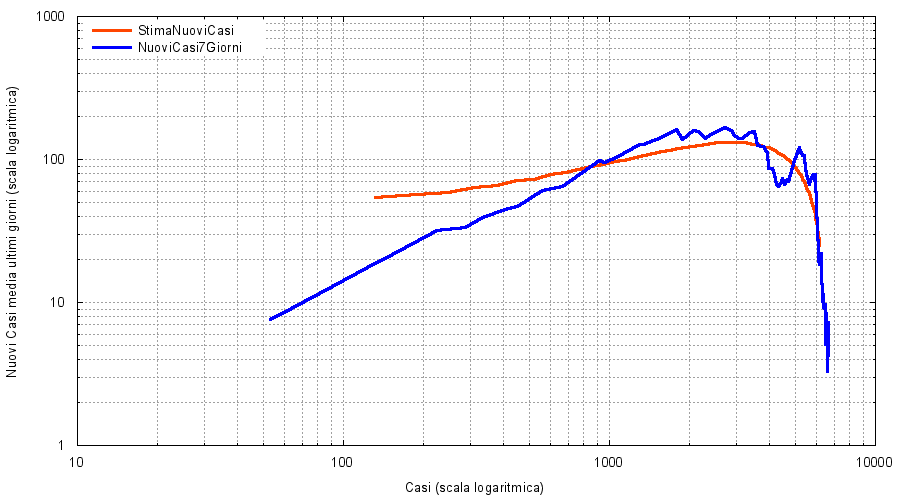 1000
StimaNuoviCasi
NuoviCasi7Giorni
100
10
1
10
100
1000
10000
Nuovi Casi media ultimi giorni (scala logaritmica)
Casi (scala logaritmica)